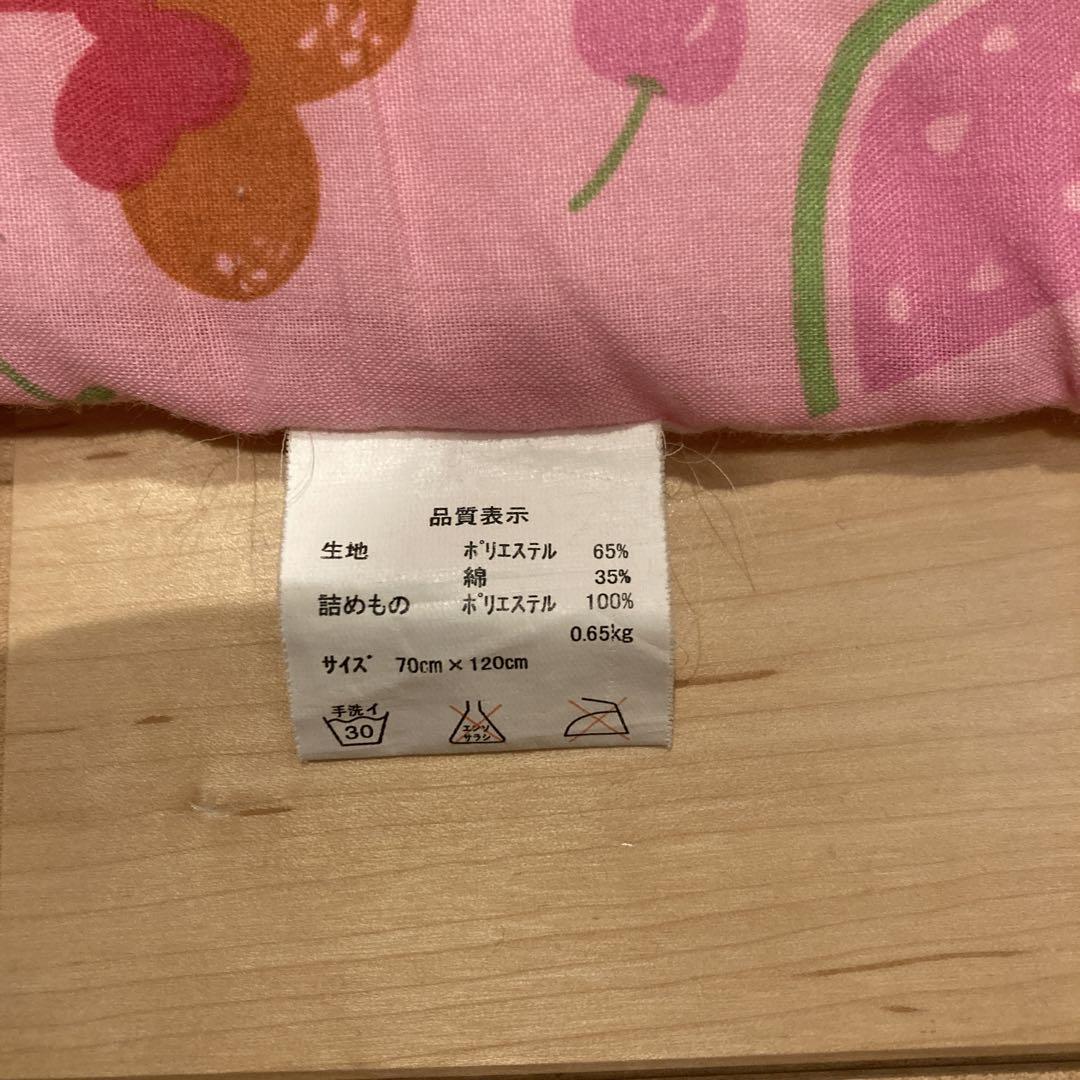 品質表示
生地 ポリエステル 65%
綿 35%
詰めもの ポリエステル 100%
0.65kg
サイズ 70cm×120cm
手洗イ
30
エンソ
サラシ